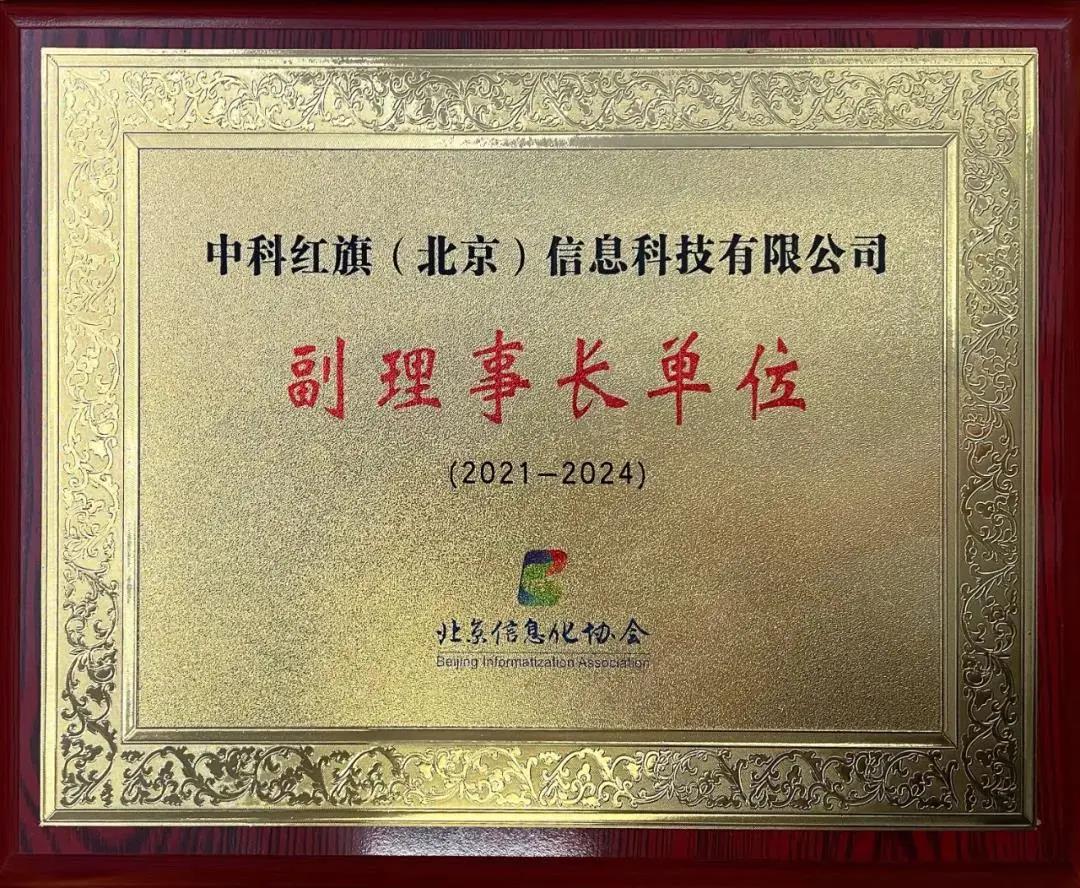 中科红旗（北京）信息科技有限公司
副理事长单位
(2021—2024)
北京信息化协会
Beijing Informatization Association